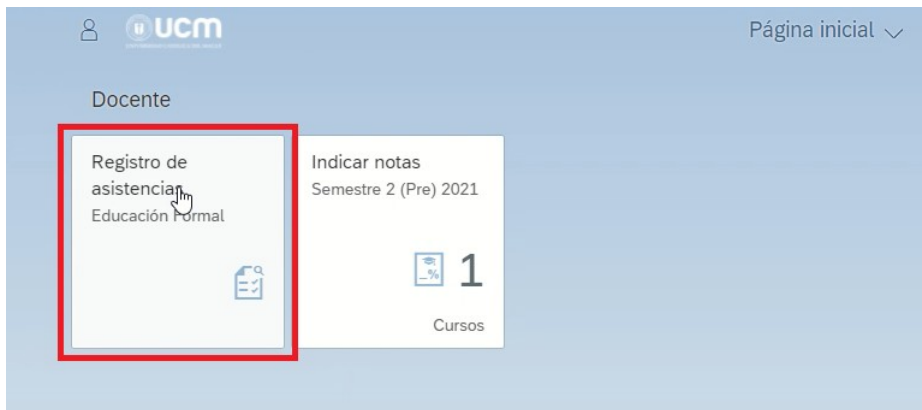 ucm
Página inicial
Docente
Registro de
asistencias
Educación Formal
Indicar notas
Semestre 2 (Pre) 2021
1
Cursos